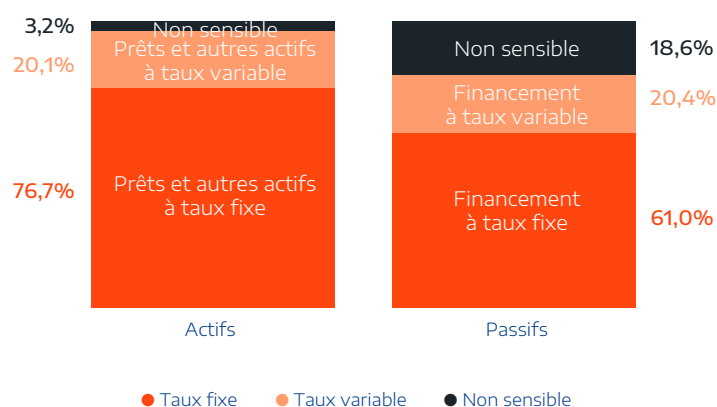 3,2%
Non sensible
Prêts et autres actifs
à taux variable
20,1%
76,7%
Prêts et autres actifs
à taux fixe
Actifs
Non sensible
18,6%
Financement
à taux variable
20,4%
Financement
à taux fixe
61,0%
Passifs
Taux fixe
Taux variable
Non sensible